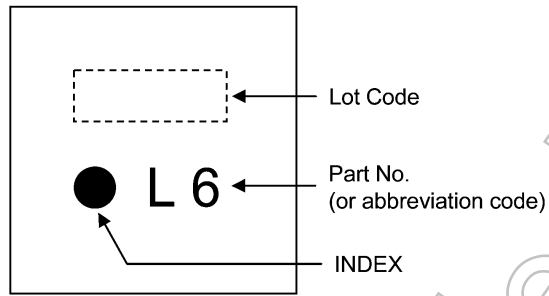 Lot Code
L 6
Part No.
(or abbreviation code)
INDEX